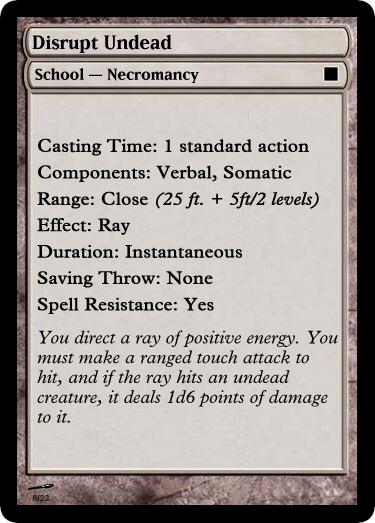 Disrupt Undead
School — Necromancy
Casting Time: 1 standard action
Components: Verbal, Somatic
Range: Close (25 ft. + 5ft/2 levels)
Effect: Ray
Duration: Instantaneous
Saving Throw: None
Spell Resistance: Yes
You direct a ray of positive energy. You
must make a ranged touch attack to
hit, and if the ray hits an undead
creature, it deals 1d6 points of damage
to it.
8/22